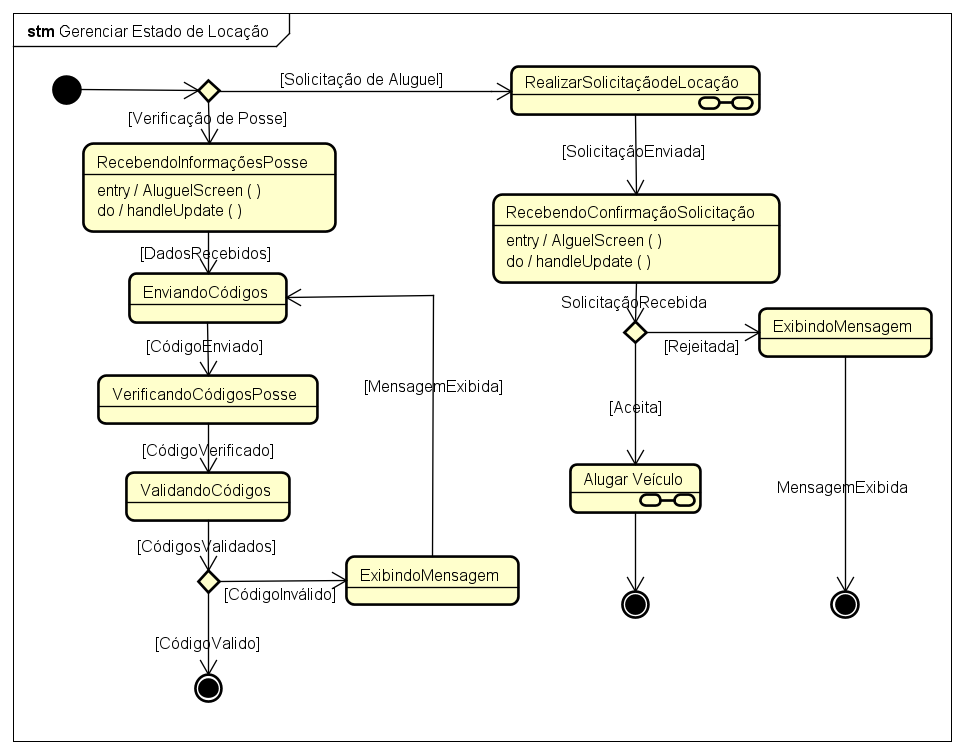 stm Gerenciar Estado de Locação
[Solicitação de Aluguel]
RealizarSolicitaçãodeLocação
[Verificação de Posse]
RecebendoInformaçõesPosse
entry / AluguelScreen ( )
do / handleUpdate ( )
[SolicitaçãoEnviada]
RecebendoConfirmaçãoSolicitação
entry / AlguelScreen ( )
do / handleUpdate ( )
[DadosRecebidos]
EnviandoCódigos
SolicitaçãoRecebida
ExibindoMensagem
[CódigoEnviado]
[Rejeitada]
VerificandoCódigosPosse
[MensagemExibida]
[Aceita]
[CódigoVerificado]
ValidandoCódigos
Alugar Veículo
MensagemExibida
[CódigosValidados]
ExibindoMensagem
[CódigoInválido]
[CódigoValido]